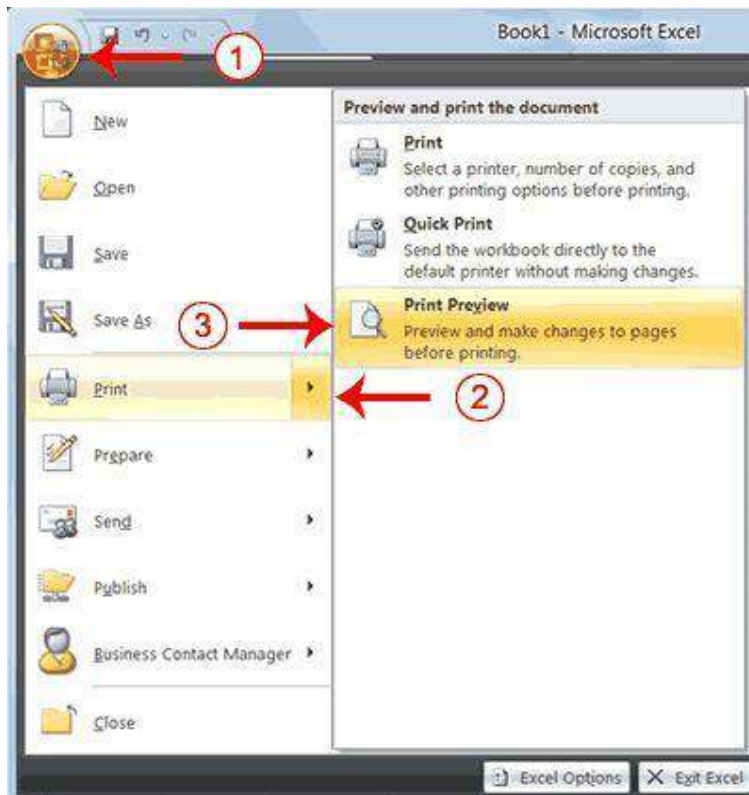 Book1 - Microsoft Excel
1
New
Open
Save
Save As
Print
Prepare
Send
Publish
Business Contact Manager
Close
Preview and print the document
Print
Select a printer, number of copies, and
other printing options before printing.
Quick Print
Send the workbook directly to the
default printer without making changes.
3
Print Preview
Preview and make changes to pages
before printing.
2
Excel Options
Exit Excel